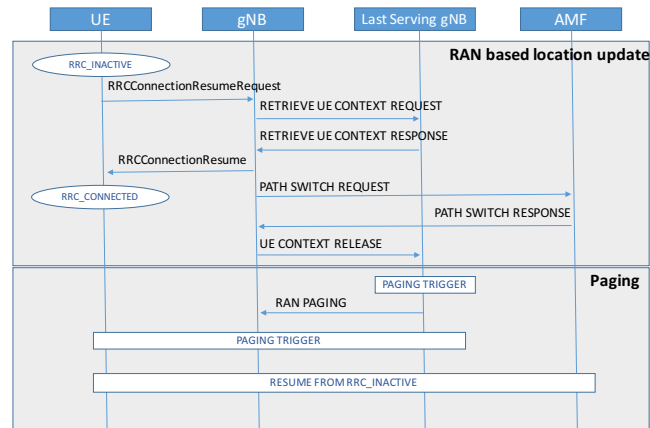 UE
gNB
Last Serving gNB
AMF
RAN based location update
RRC_INACTIVE
RRCConnectionResumeRequest
RETRIEVE UE CONTEXT REQUEST
RETRIEVE UE CONTEXT RESPONSE
RRCConnectionResume
PATH SWITCH REQUEST
RRC_CONNECTED
PATH SWITCH RESPONSE
UE CONTEXT RELEASE
Paging
PAGING TRIGGER
RAN PAGING
PAGING TRIGGER
RESUME FROM RRC_INACTIVE